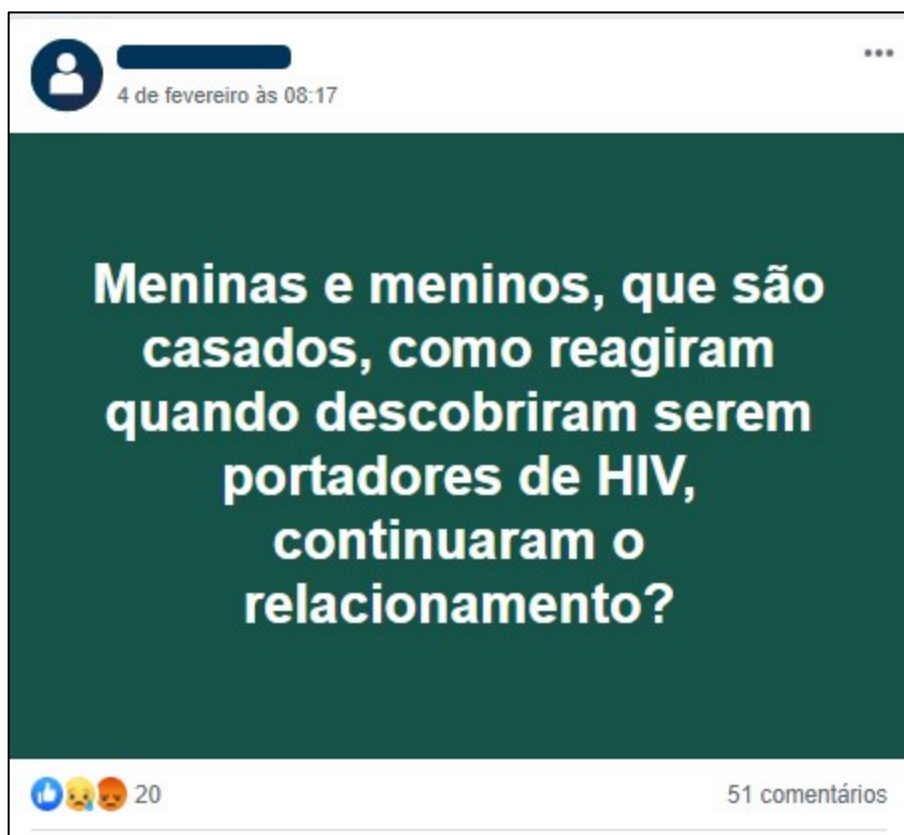 4 de fevereiro às 08:17
Meninas e meninos, que são
casados, como reagiram
quando descobriram serem
portadores de HIV,
continuaram o
relacionamento?
20
51 comentários